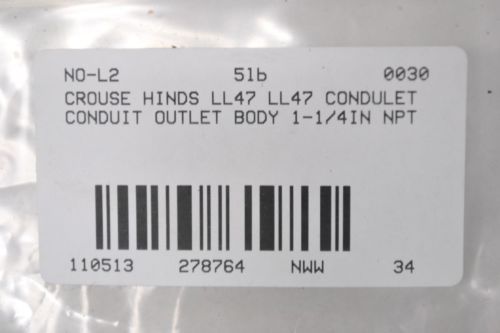 NO-L2 51b 0030
CROUSE HINDS LL47 LL47 CONDULET
CONDUIT OUTLET BODY 1-1/4IN NPT
110513 278764 NWW 34